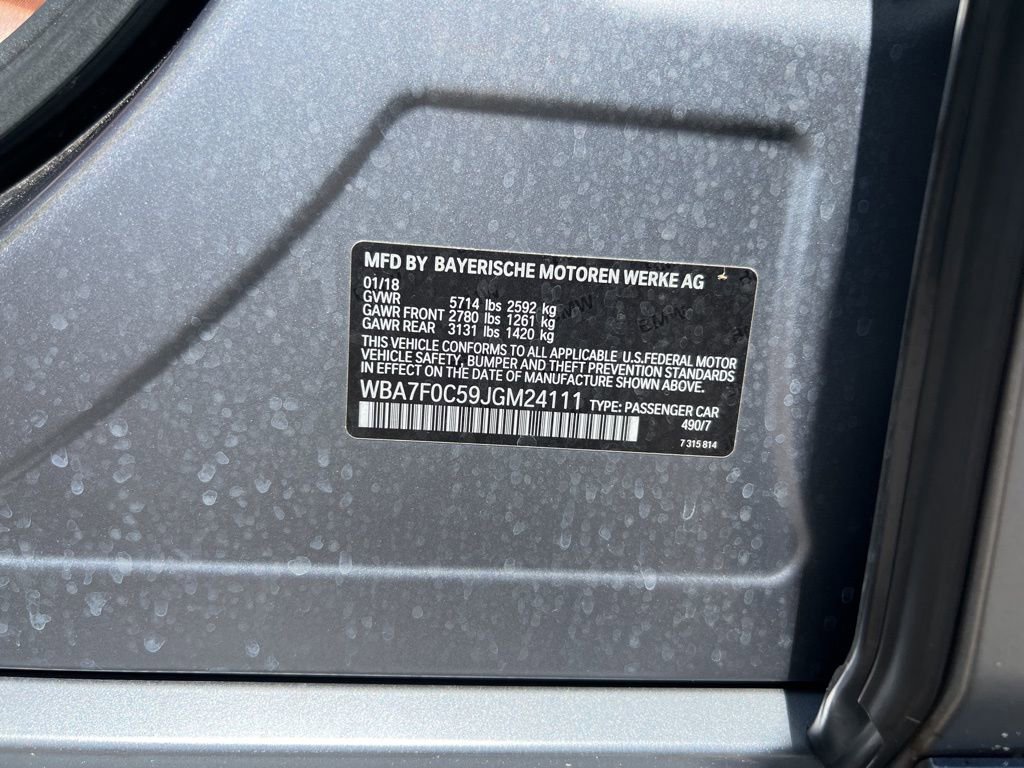 MFD BY BAYERISCHE MOTOREN WERKE AG
01/18
GVWR 5714 lbs 2592 kg
GAWR FRONT 2780 lbs 1261 kg
GAWR REAR 3131 lbs 1420 kg
THIS VEHICLE CONFORMS TO ALL APPLICABLE U.S.FEDERAL MOTOR
VEHICLE SAFETY, BUMPER AND THEFT PREVENTION STANDARDS
IN EFFECT ON THE DATE OF MANUFACTURE SHOWN ABOVE.
WBA7F0C59JGM24111 TYPE: PASSENGER CAR
490/7
7 315 814